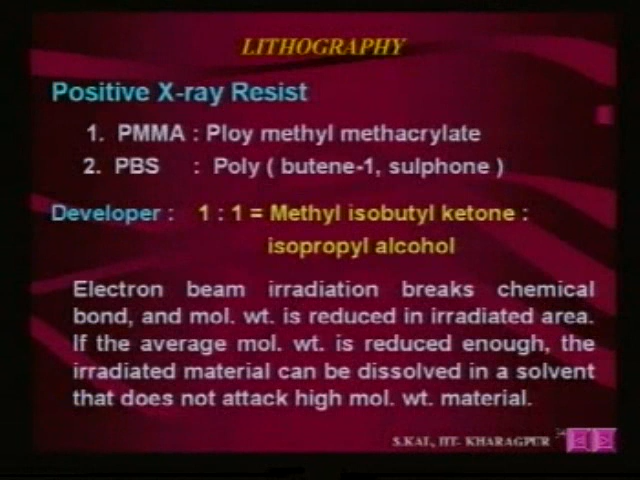 LITHOGRAPHY
Positive X-ray Resist
1. PMMA : Ploy methyl methacrylate
2. PBS : Poly ( butene-1, sulphone )
Developer : 1 : 1 = Methyl isobutyl ketone :
isopropyl alcohol
Electron beam irradiation breaks chemical
bond, and mol. wt. is reduced in irradiated area.
If the average mol. wt. is reduced enough, the
irradiated material can be dissolved in a solvent
that does not attack high mol. wt. material.
S.KAL, IIT- KHARAGPUR